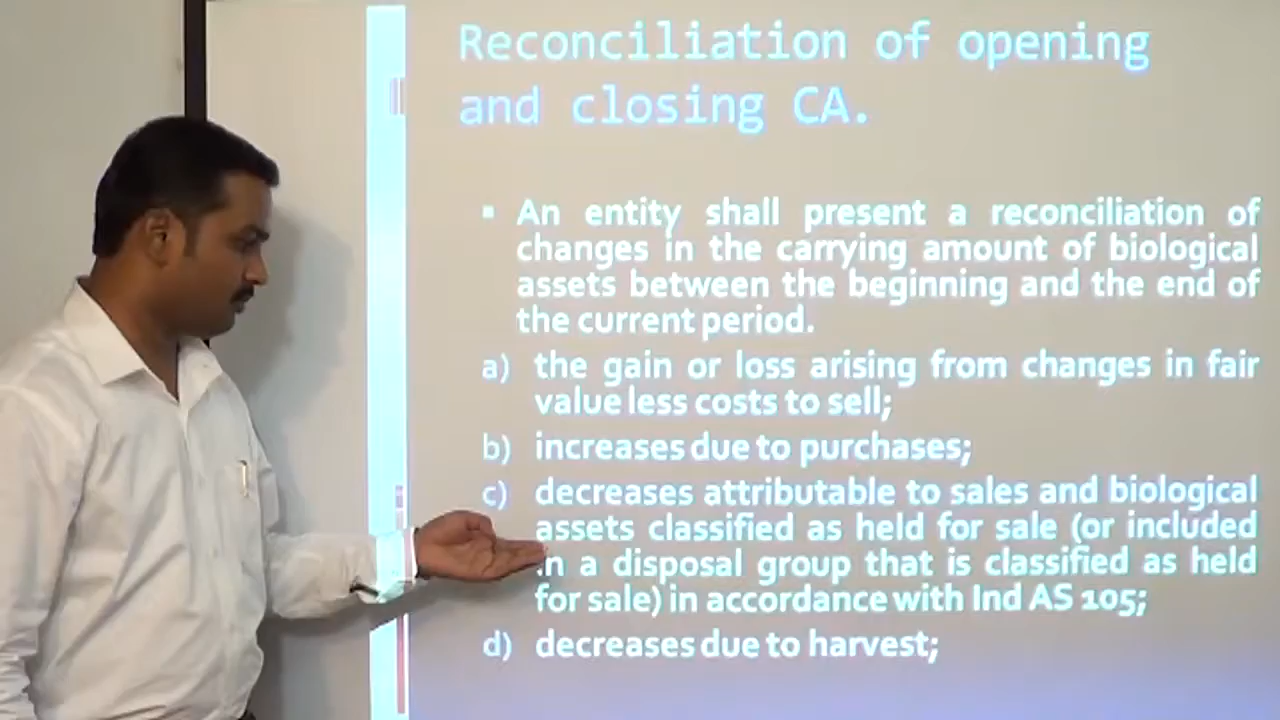 Reconciliation of opening
and closing CA.
▪ An entity shall present a reconciliation of
changes in the carrying amount of biological
assets between the beginning and the end of
the current period.
a) the gain or loss arising from changes in fair
value less costs to sell;
b) increases due to purchases;
c) decreases attributable to sales and biological
assets classified as held for sale (or included
in a disposal group that is classified as held
for sale) in accordance with Ind AS 105;
d) decreases due to harvest;